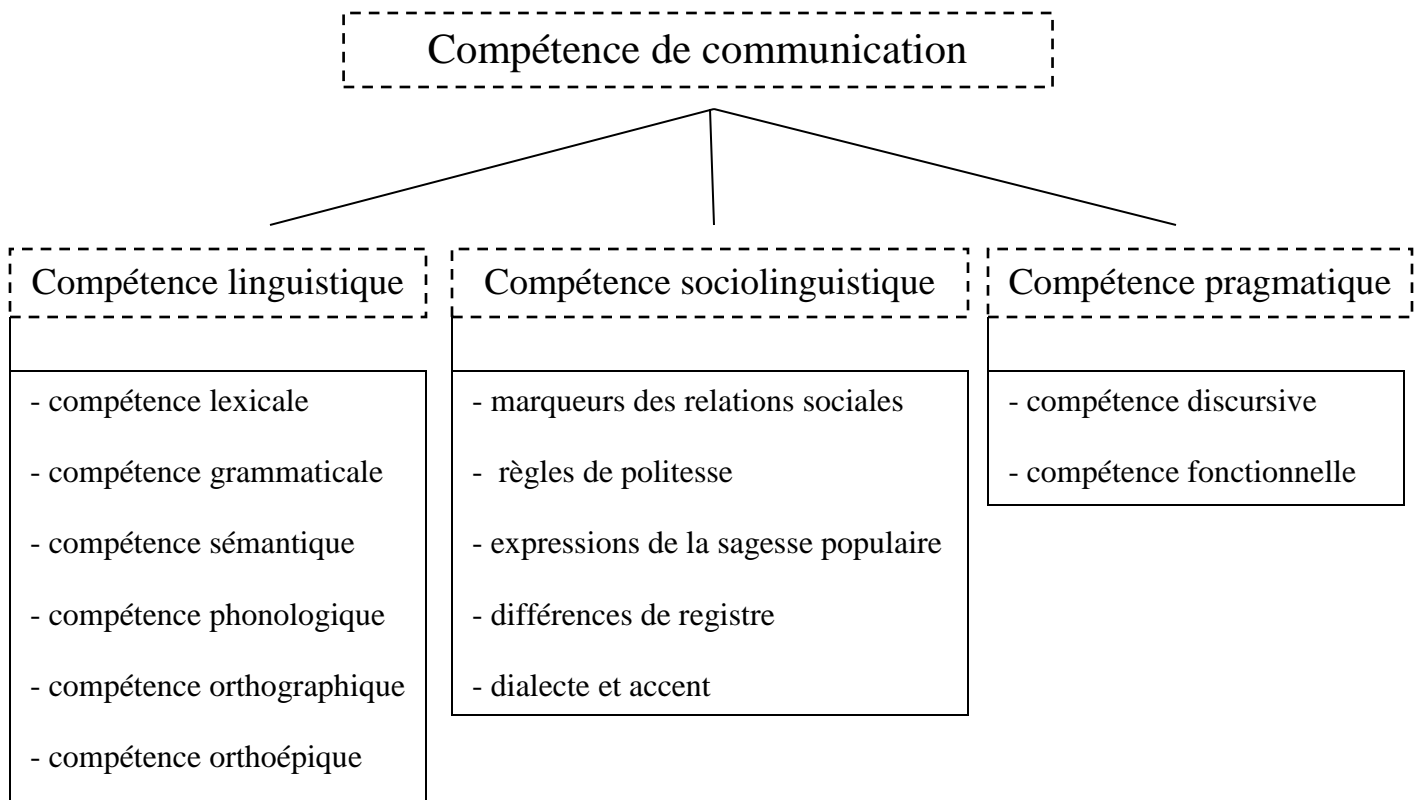 Compétence de communication
Compétence linguistique
- compétence lexicale
- compétence grammaticale
- compétence sémantique
- compétence phonologique
- compétence orthographique
- compétence orthoépique
Compétence sociolinguistique
- marqueurs des relations sociales
- règles de politesse
- expressions de la sagesse populaire
- différences de registre
- dialecte et accent
Compétence pragmatique
- compétence discursive
- compétence fonctionnelle